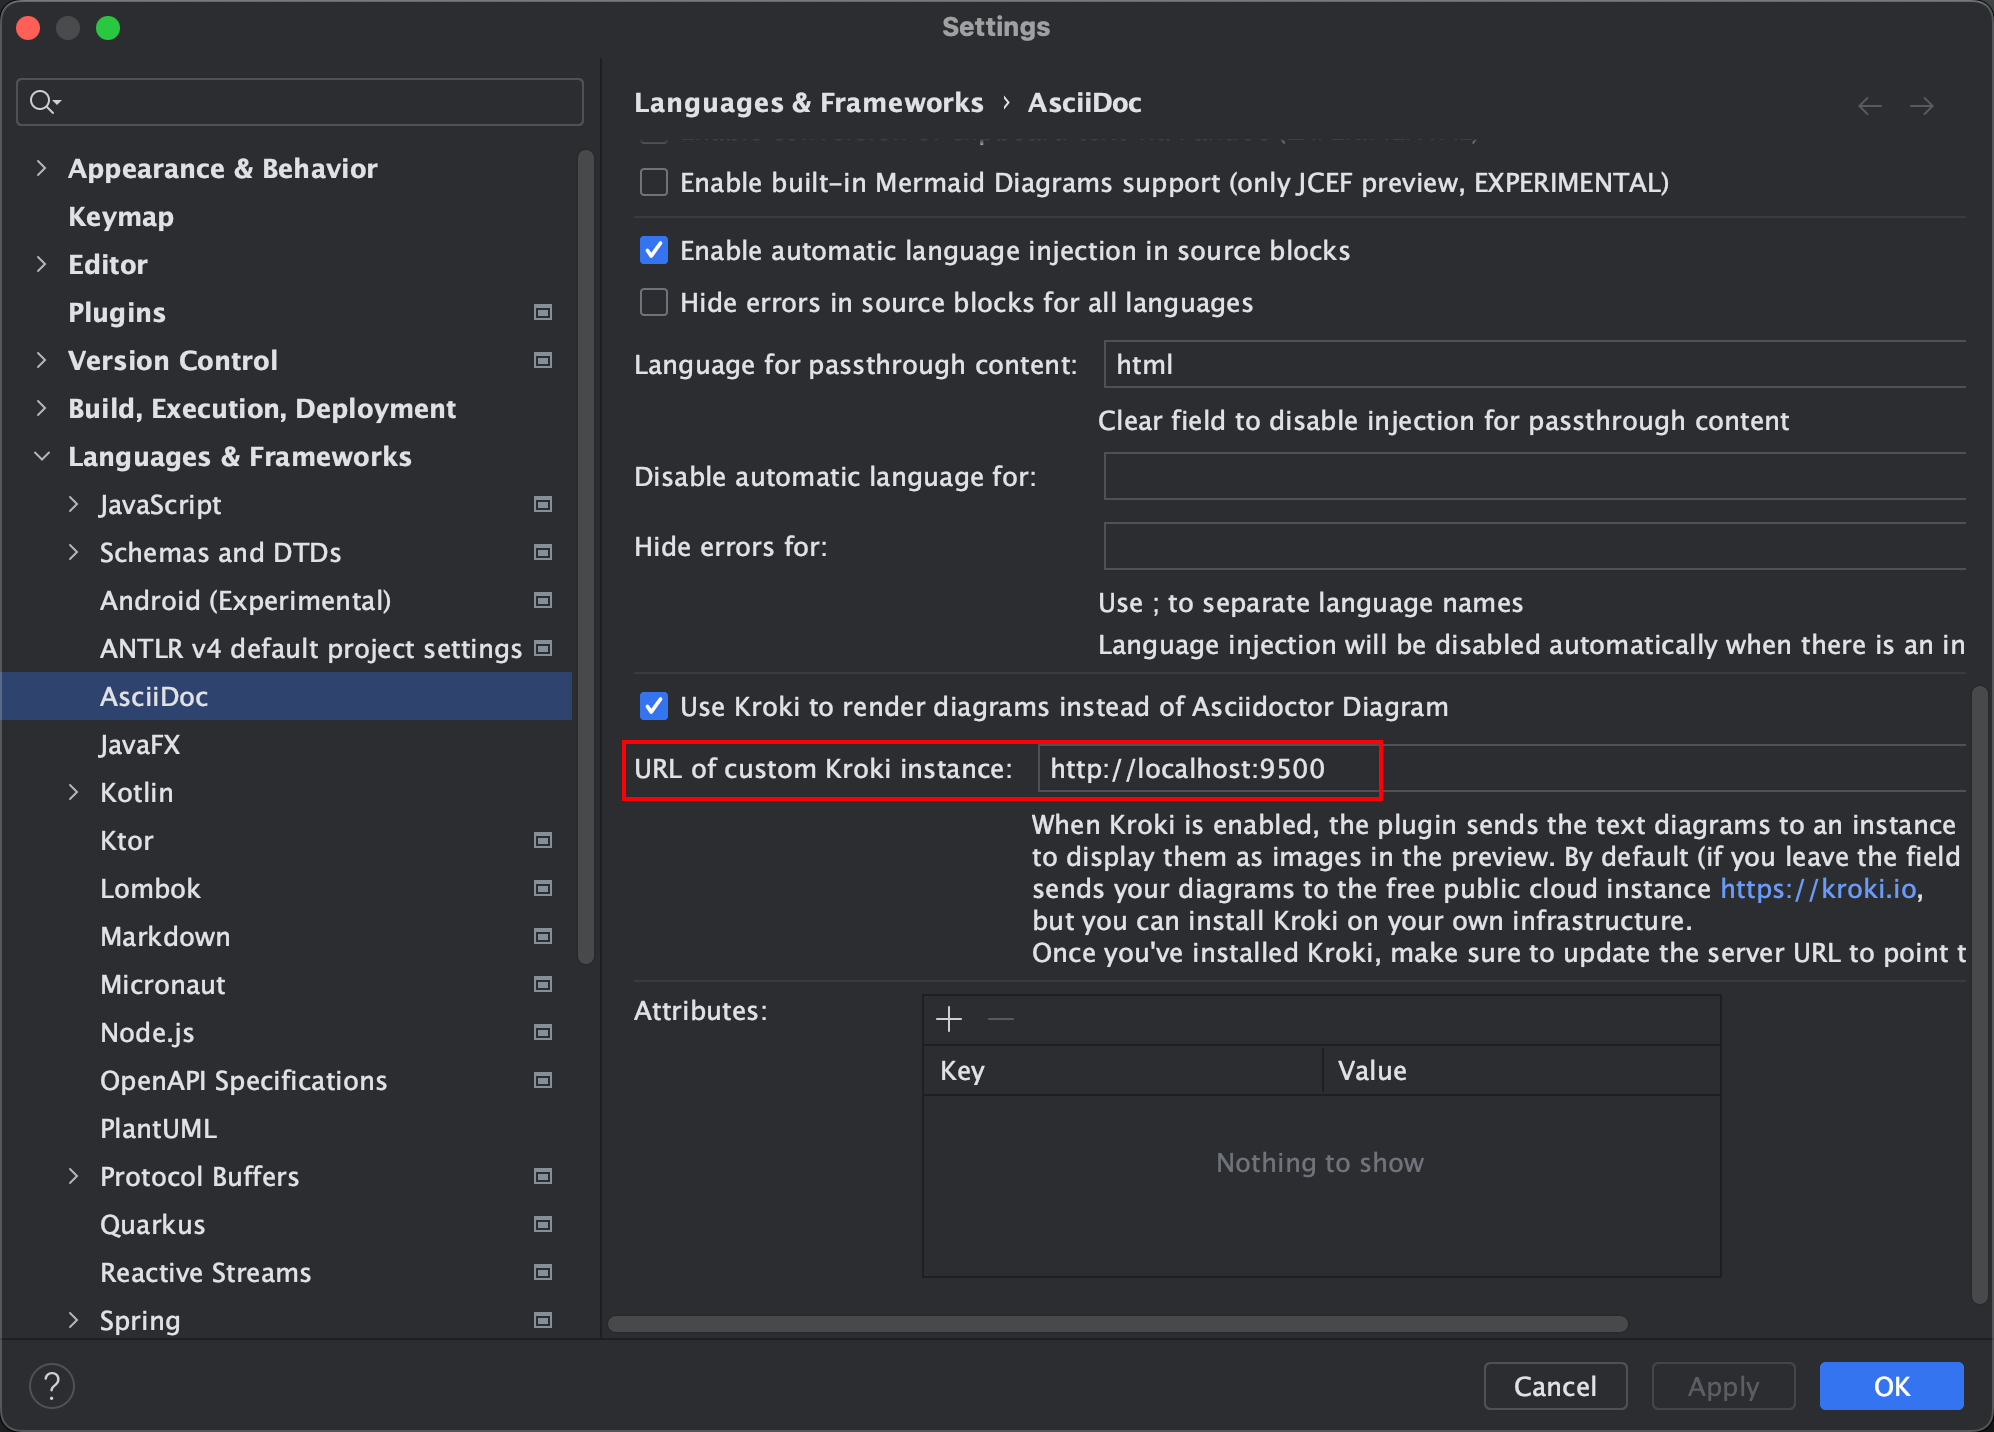 Settings
Appearance & Behavior
Keymap
Editor
Plugins
Version Control
Build, Execution, Deployment
Languages & Frameworks
JavaScript
Schemas and DTDs
Android (Experimental)
ANTLR v4 default project settings
AsciiDoc
JavaFX
Kotlin
Ktor
Lombok
Markdown
Micronaut
Node.js
OpenAPI Specifications
PlantUML
Protocol Buffers
Quarkus
Reactive Streams
Spring
Languages & Frameworks › AsciiDoc
Enable built-in Mermaid Diagrams support (only JCEF preview, EXPERIMENTAL)
Enable automatic language injection in source blocks
Hide errors in source blocks for all languages
Language for passthrough content: html
Clear field to disable injection for passthrough content
Disable automatic language for:
Hide errors for:
Use ; to separate language names
Language injection will be disabled automatically when there is an in
Use Kroki to render diagrams instead of Asciidoctor Diagram
URL of custom Kroki instance: http://localhost:9500
When Kroki is enabled, the plugin sends the text diagrams to an instance
to display them as images in the preview. By default (if you leave the field
sends your diagrams to the free public cloud instance https://kroki.io,
but you can install Kroki on your own infrastructure.
Once you've installed Kroki, make sure to update the server URL to point t
Attributes:
Key Value
Nothing to show
? Cancel Apply OK